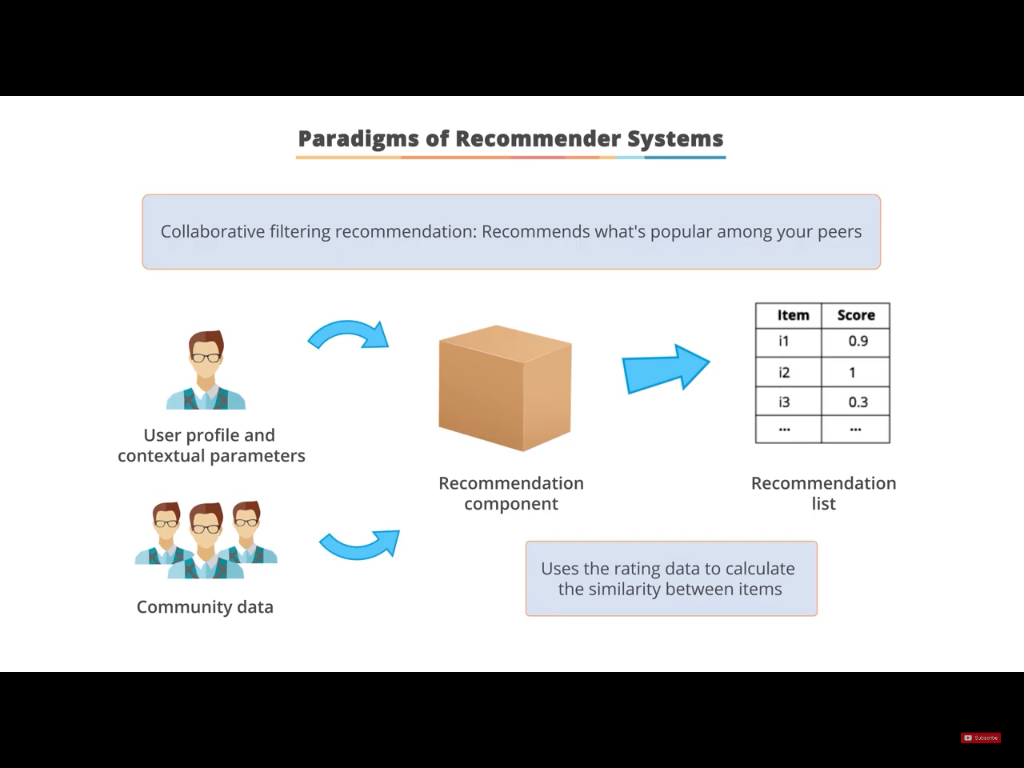 Paradigms of Recommender Systems
Collaborative filtering recommendation: Recommends what's popular among your peers
User profile and
contextual parameters
Community data
Recommendation
component
Item Score
i1 0.9
i2 1
i3 0.3
... ...
Recommendation
list
Uses the rating data to calculate
the similarity between items
Subscribe